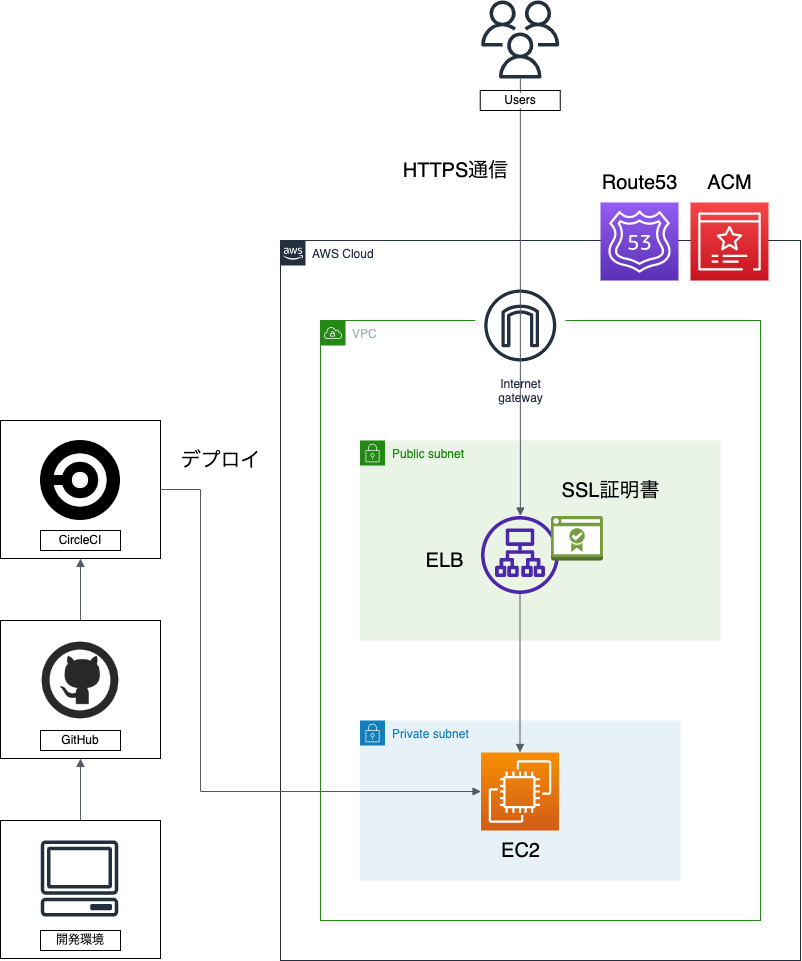 Users
HTTPS通信
Route53
ACM
53
aws
AWS Cloud
VPC
Internet
gateway
Public subnet
デプロイ
SSL証明書
CircleCI
ELB
Private subnet
GitHub
EC2
開発環境